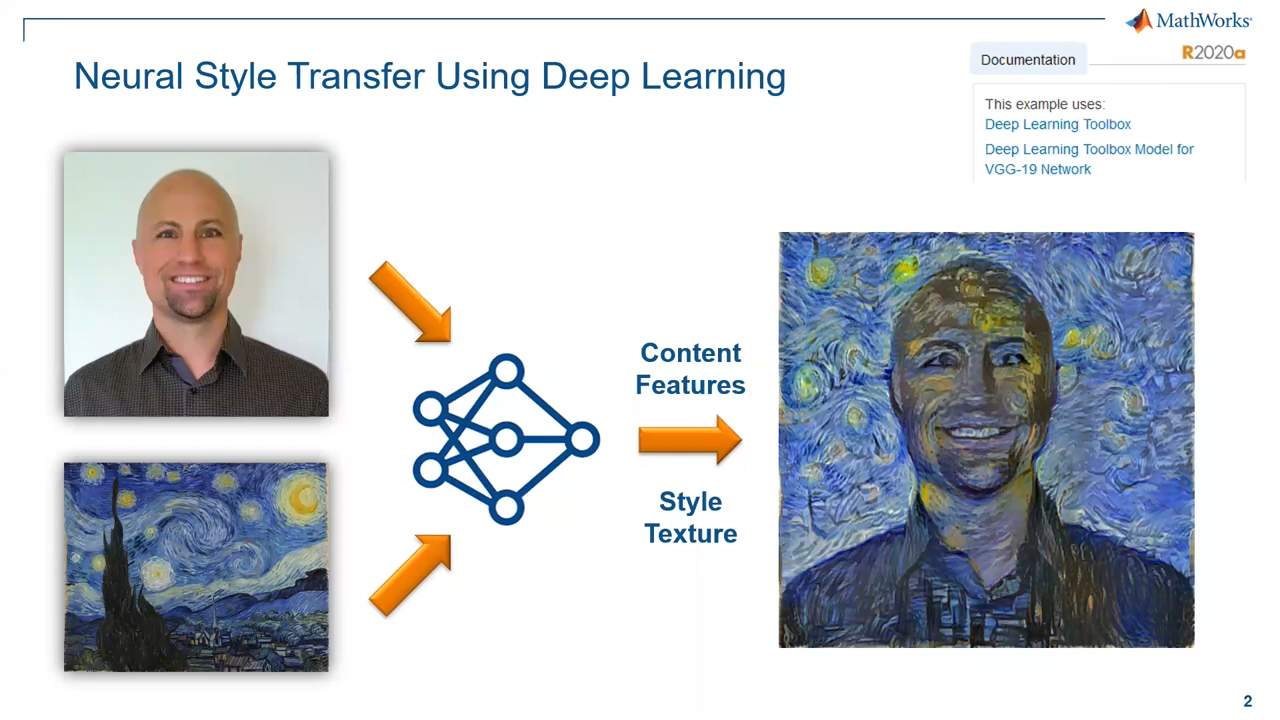 MathWorks
R2020a
Neural Style Transfer Using Deep Learning
Documentation
This example uses:
Deep Learning Toolbox
Deep Learning Toolbox Model for
VGG-19 Network
Content
Features
Style
Texture
2